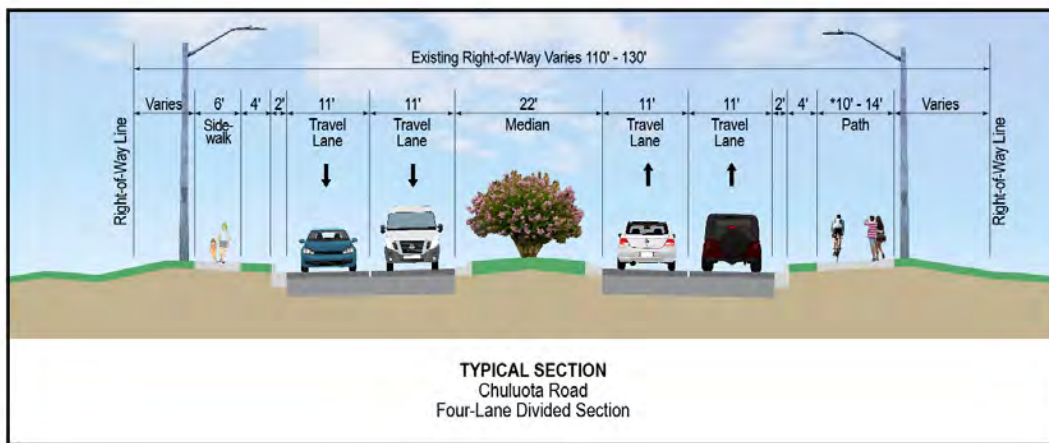 Existing Right-of-Way Varies 110' - 130'
Varies 6' 4' 2' 11' 11' 22' 11' 11' 2' 4' *10' - 14' Varies
Side-
walk
Travel
Lane
Travel
Lane
Median
Travel
Lane
Travel
Lane
Path
Right-of-Way Line
Right-of-Way Line
TYPICAL SECTION
Chuluota Road
Four-Lane Divided Section